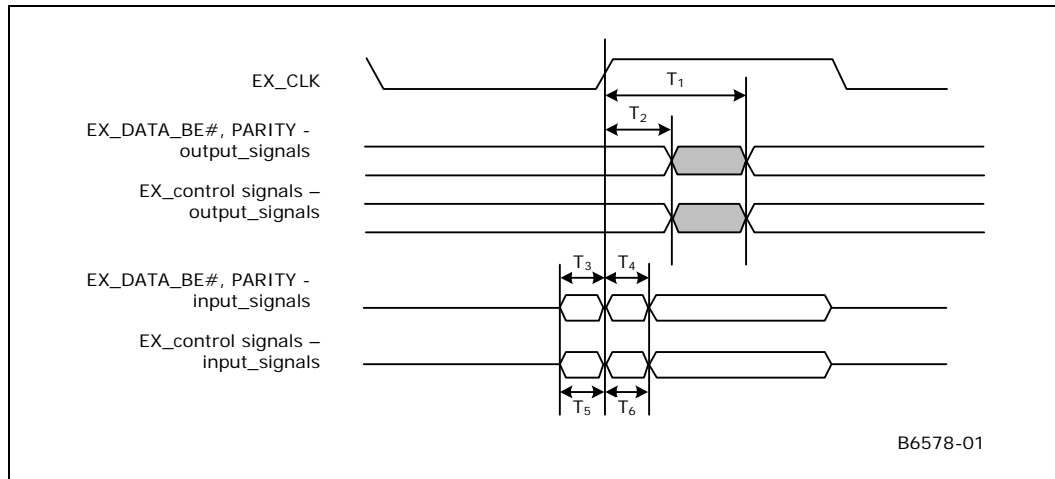 EX_CLK
T1
T2
EX_DATA_BE#, PARITY -
output_signals
EX_control signals –
output_signals
T3
T4
EX_DATA_BE#, PARITY -
input_signals
EX_control signals –
input_signals
T5
T6
B6578-01